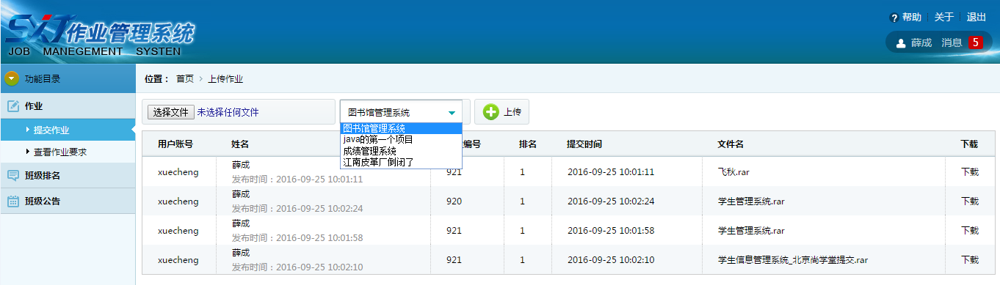 SXT作业管理系统
JOB MANEGEMENT SYSTEN
帮助 关于 退出
薛成 消息 5
功能目录
作业
提交作业
查看作业要求
班级排名
班级公告
位置： 首页 > 上传作业
选择文件 未选择任何文件
图书馆管理系统
上传
图书馆管理系统
java的第一个项目
成绩管理系统
江南皮革厂倒闭了
用户账号 姓名 编号 排名 提交时间 文件名 下载
xuecheng 薛成 921 1 2016-09-25 10:01:11 飞秋.rar 下载
发布时间：2016-09-25 10:01:11
xuecheng 薛成 920 1 2016-09-25 10:02:24 学生管理系统.rar 下载
发布时间：2016-09-25 10:02:24
xuecheng 薛成 921 1 2016-09-25 10:01:58 学生管理系统.rar 下载
发布时间：2016-09-25 10:01:58
xuecheng 薛成 921 1 2016-09-25 10:02:10 学生信息管理系统_北京尚学堂提交.rar 下载
发布时间：2016-09-25 10:02:10